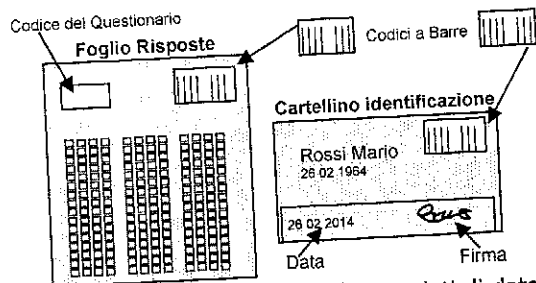 Codice del Questionario
Foglio Risposte
Codici a Barre
Cartellino identificazione
Rossi Mario
26 02 1964
26 02 2014
Data
Firma